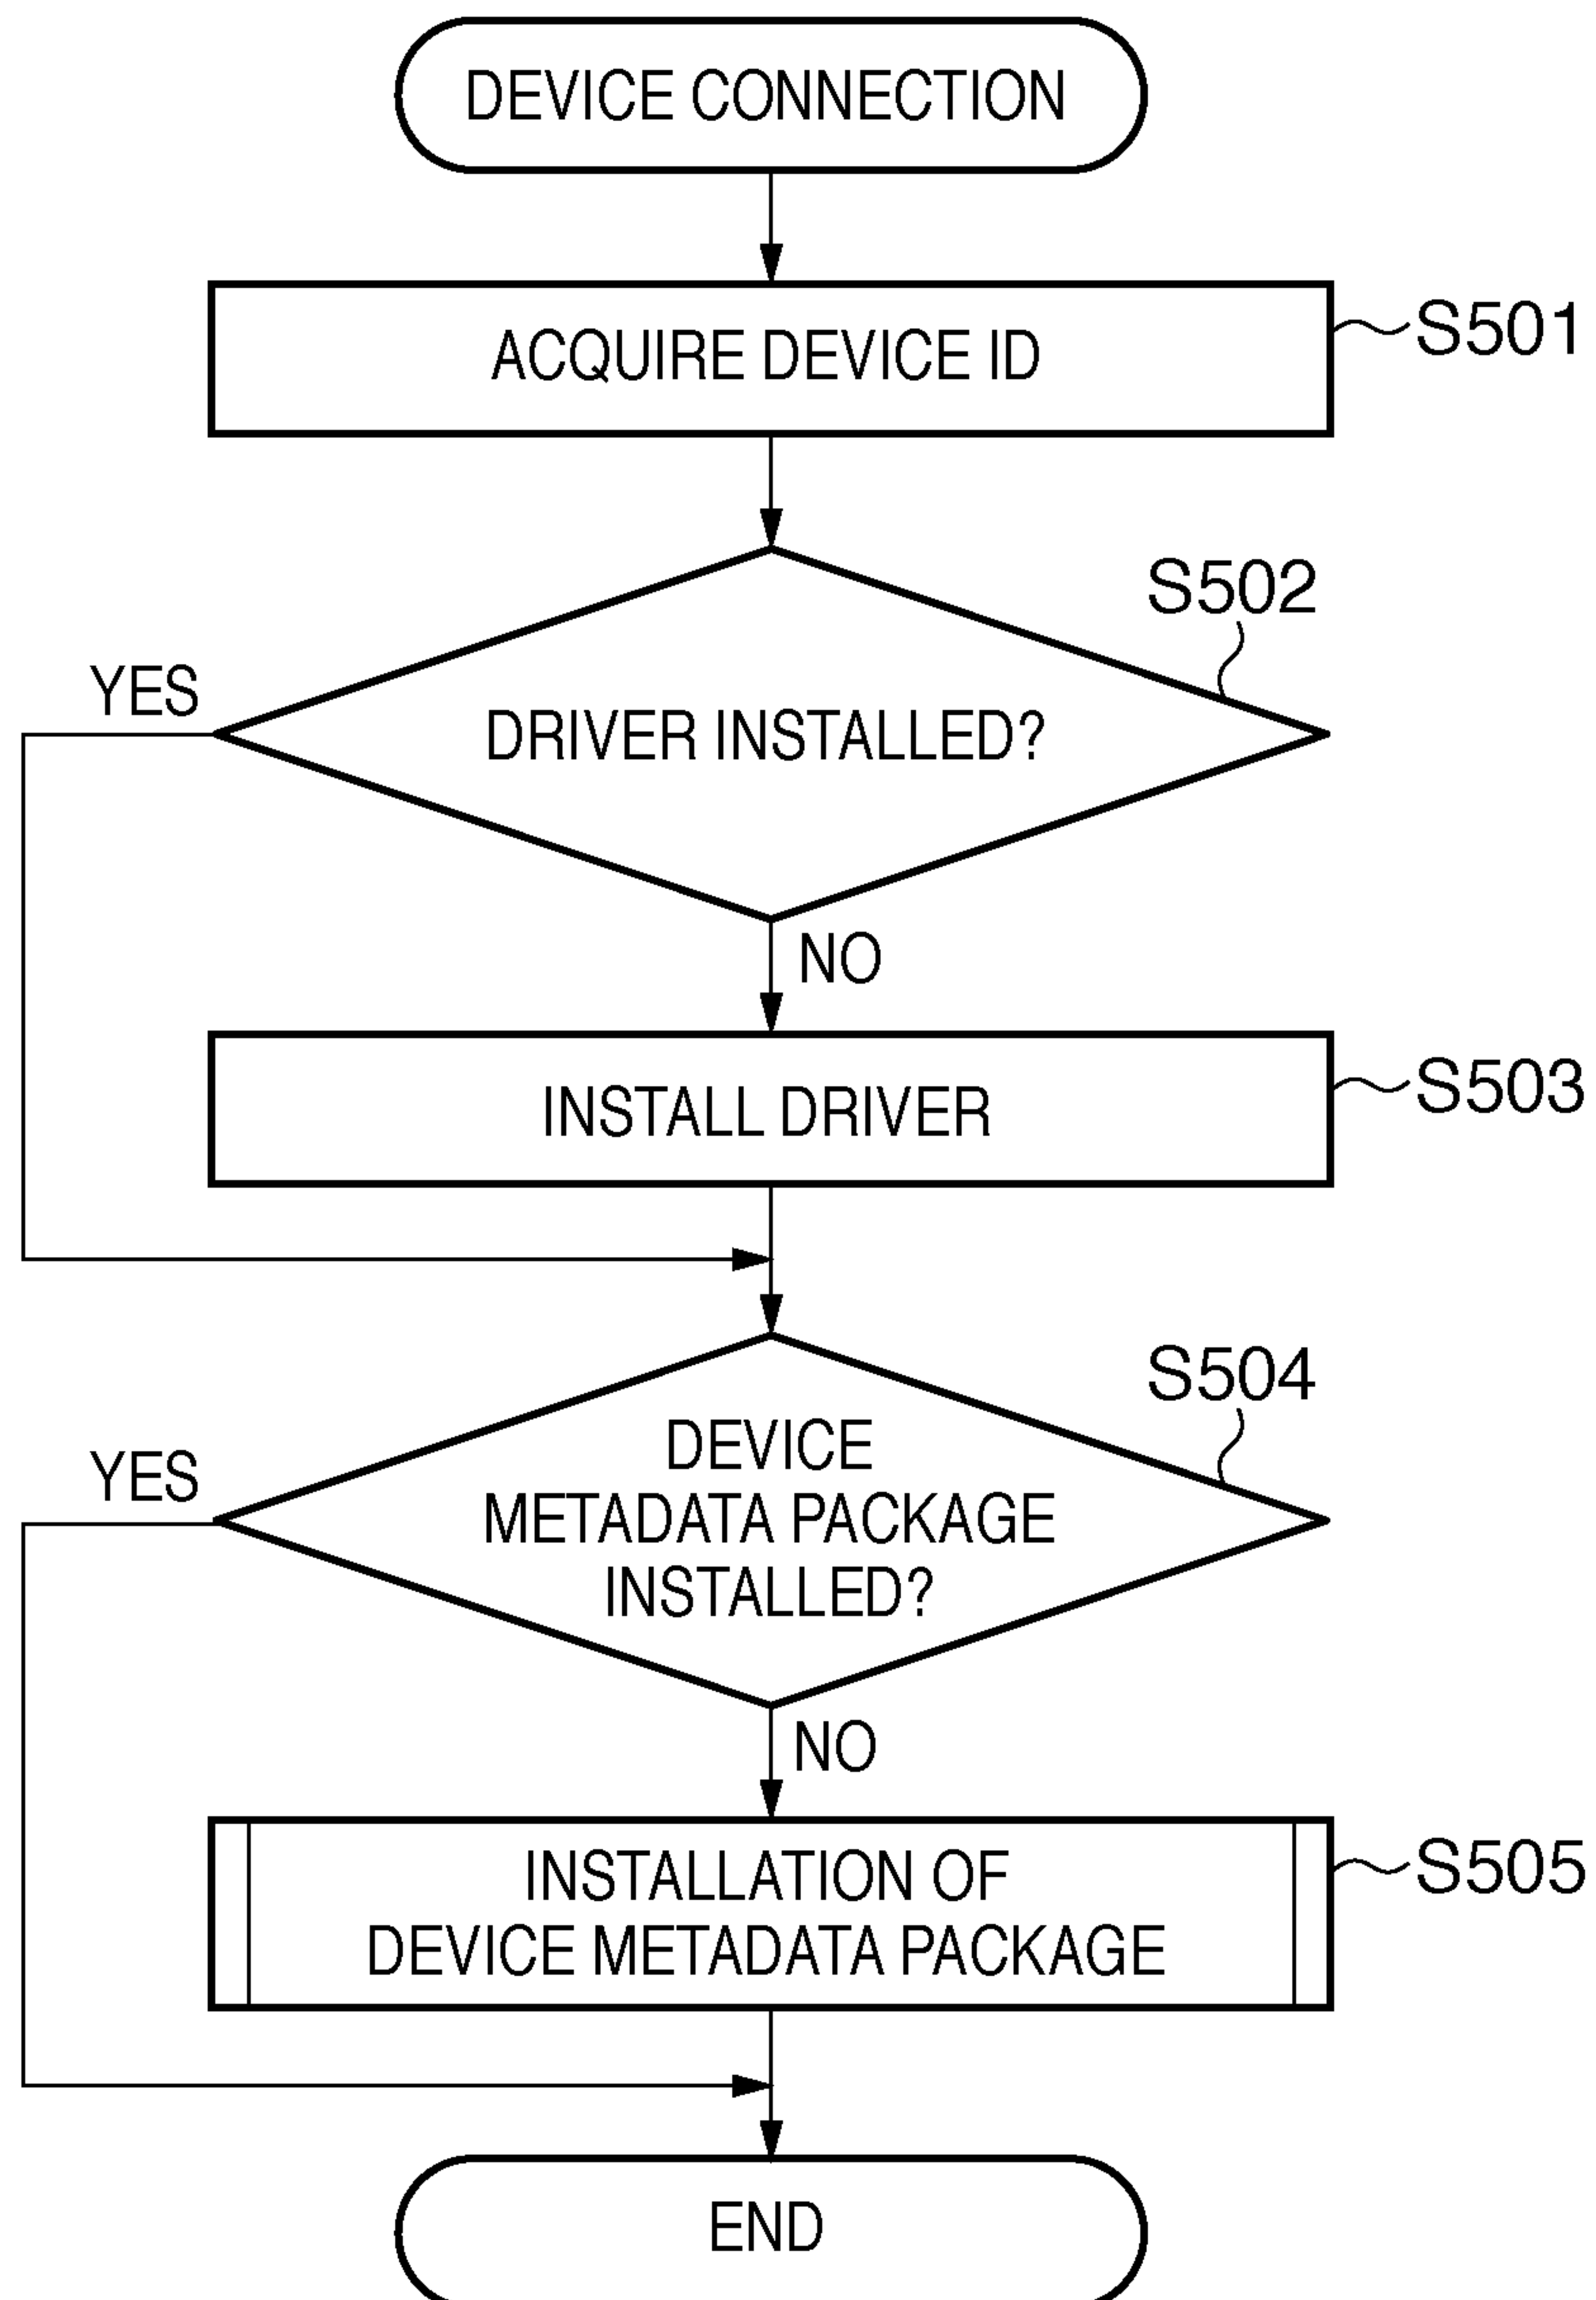 DEVICE CONNECTION
ACQUIRE DEVICE ID
S501
S502
YES
DRIVER INSTALLED?
NO
INSTALL DRIVER
S503
S504
YES
DEVICE
METADATA PACKAGE
INSTALLED?
NO
INSTALLATION OF
DEVICE METADATA PACKAGE
S505
END